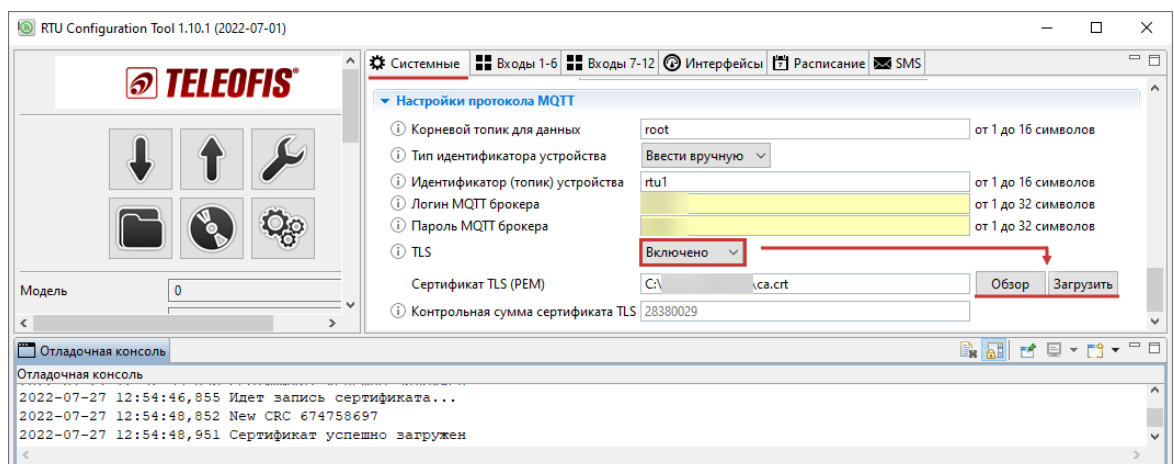 RTU Configuration Tool 1.10.1 (2022-07-01)
TELEOFIS®
Модель 0
Системные Входы 1-6 Входы 7-12 Интерфейсы Расписание SMS
Настройки протокола MQTT
Корневой топик для данных root от 1 до 16 символов
Тип идентификатора устройства Ввести вручную
Идентификатор (топик) устройства rtu1 от 1 до 16 символов
Логин MQTT брокера от 1 до 32 символов
Пароль MQTT брокера от 1 до 32 символов
TLS Включено
Сертификат TLS (PEM) C:\ \ca.crt Обзор Загрузить
Контрольная сумма сертификата TLS 28380029
Отладочная консоль
Отладочная консоль
2022-07-27 12:54:46,855 Идет запись сертификата...
2022-07-27 12:54:48,852 New CRC 674758697
2022-07-27 12:54:48,951 Сертификат успешно загружен